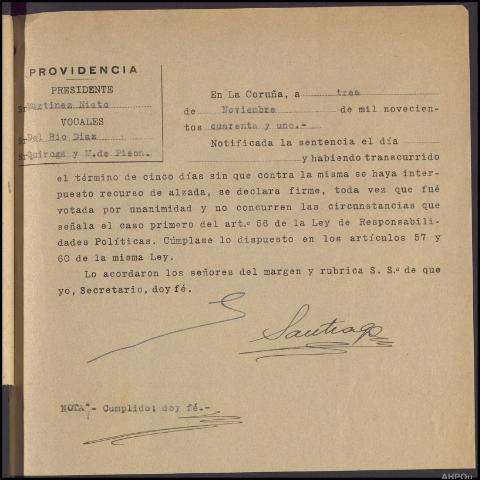 PROVIDENCIA
PRESIDENTE
Sr Martinez Nieto
VOCALES
Sr Del Rio Diaz
Sr Quiroga y M. de Pison.
En La Coruña, a tres
de Noviembre de mil novecien-
tos cuarenta y uno.-
Notificada la sentencia el día
y habiendo transcurrido
el término de cinco días sin que contra la misma se haya inter-
puesto recurso de alzada, se declara firme, toda vez que fué
votada por unanimidad y no concurren las circunstancias que
señala el caso primero del art.º 56 de la Ley de Responsabili-
dades Políticas. Cúmplase lo dispuesto en los artículos 57 y
60 de la misma Ley.
Lo acordaron los señores del margen y rubrica S. Sª de que
yo, Secretario, doy fé.
Santiago
NOTA - Cumplido; doy fé.-
AHPOu